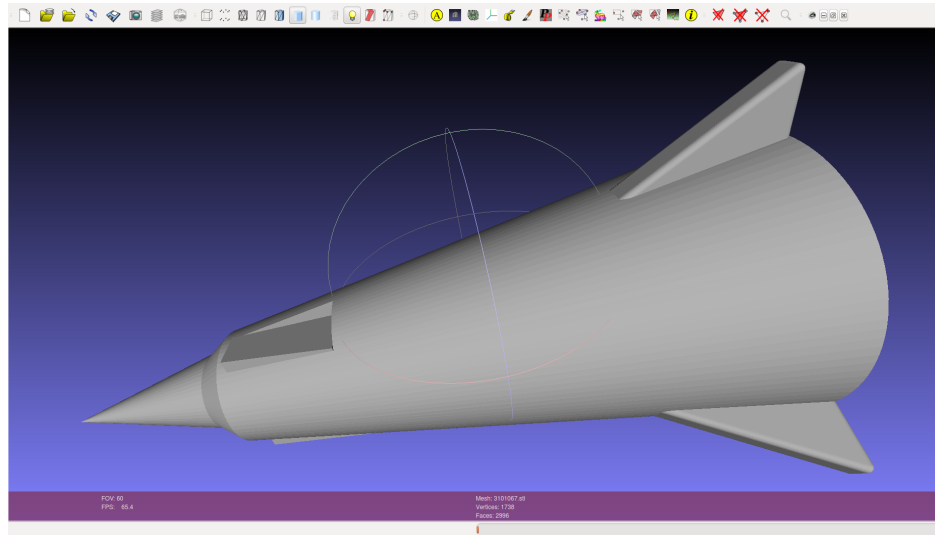 A
i
FOV: 60
FPS: 65.4
Mesh: 3101067.stl
Vertices: 1738
Faces: 2996